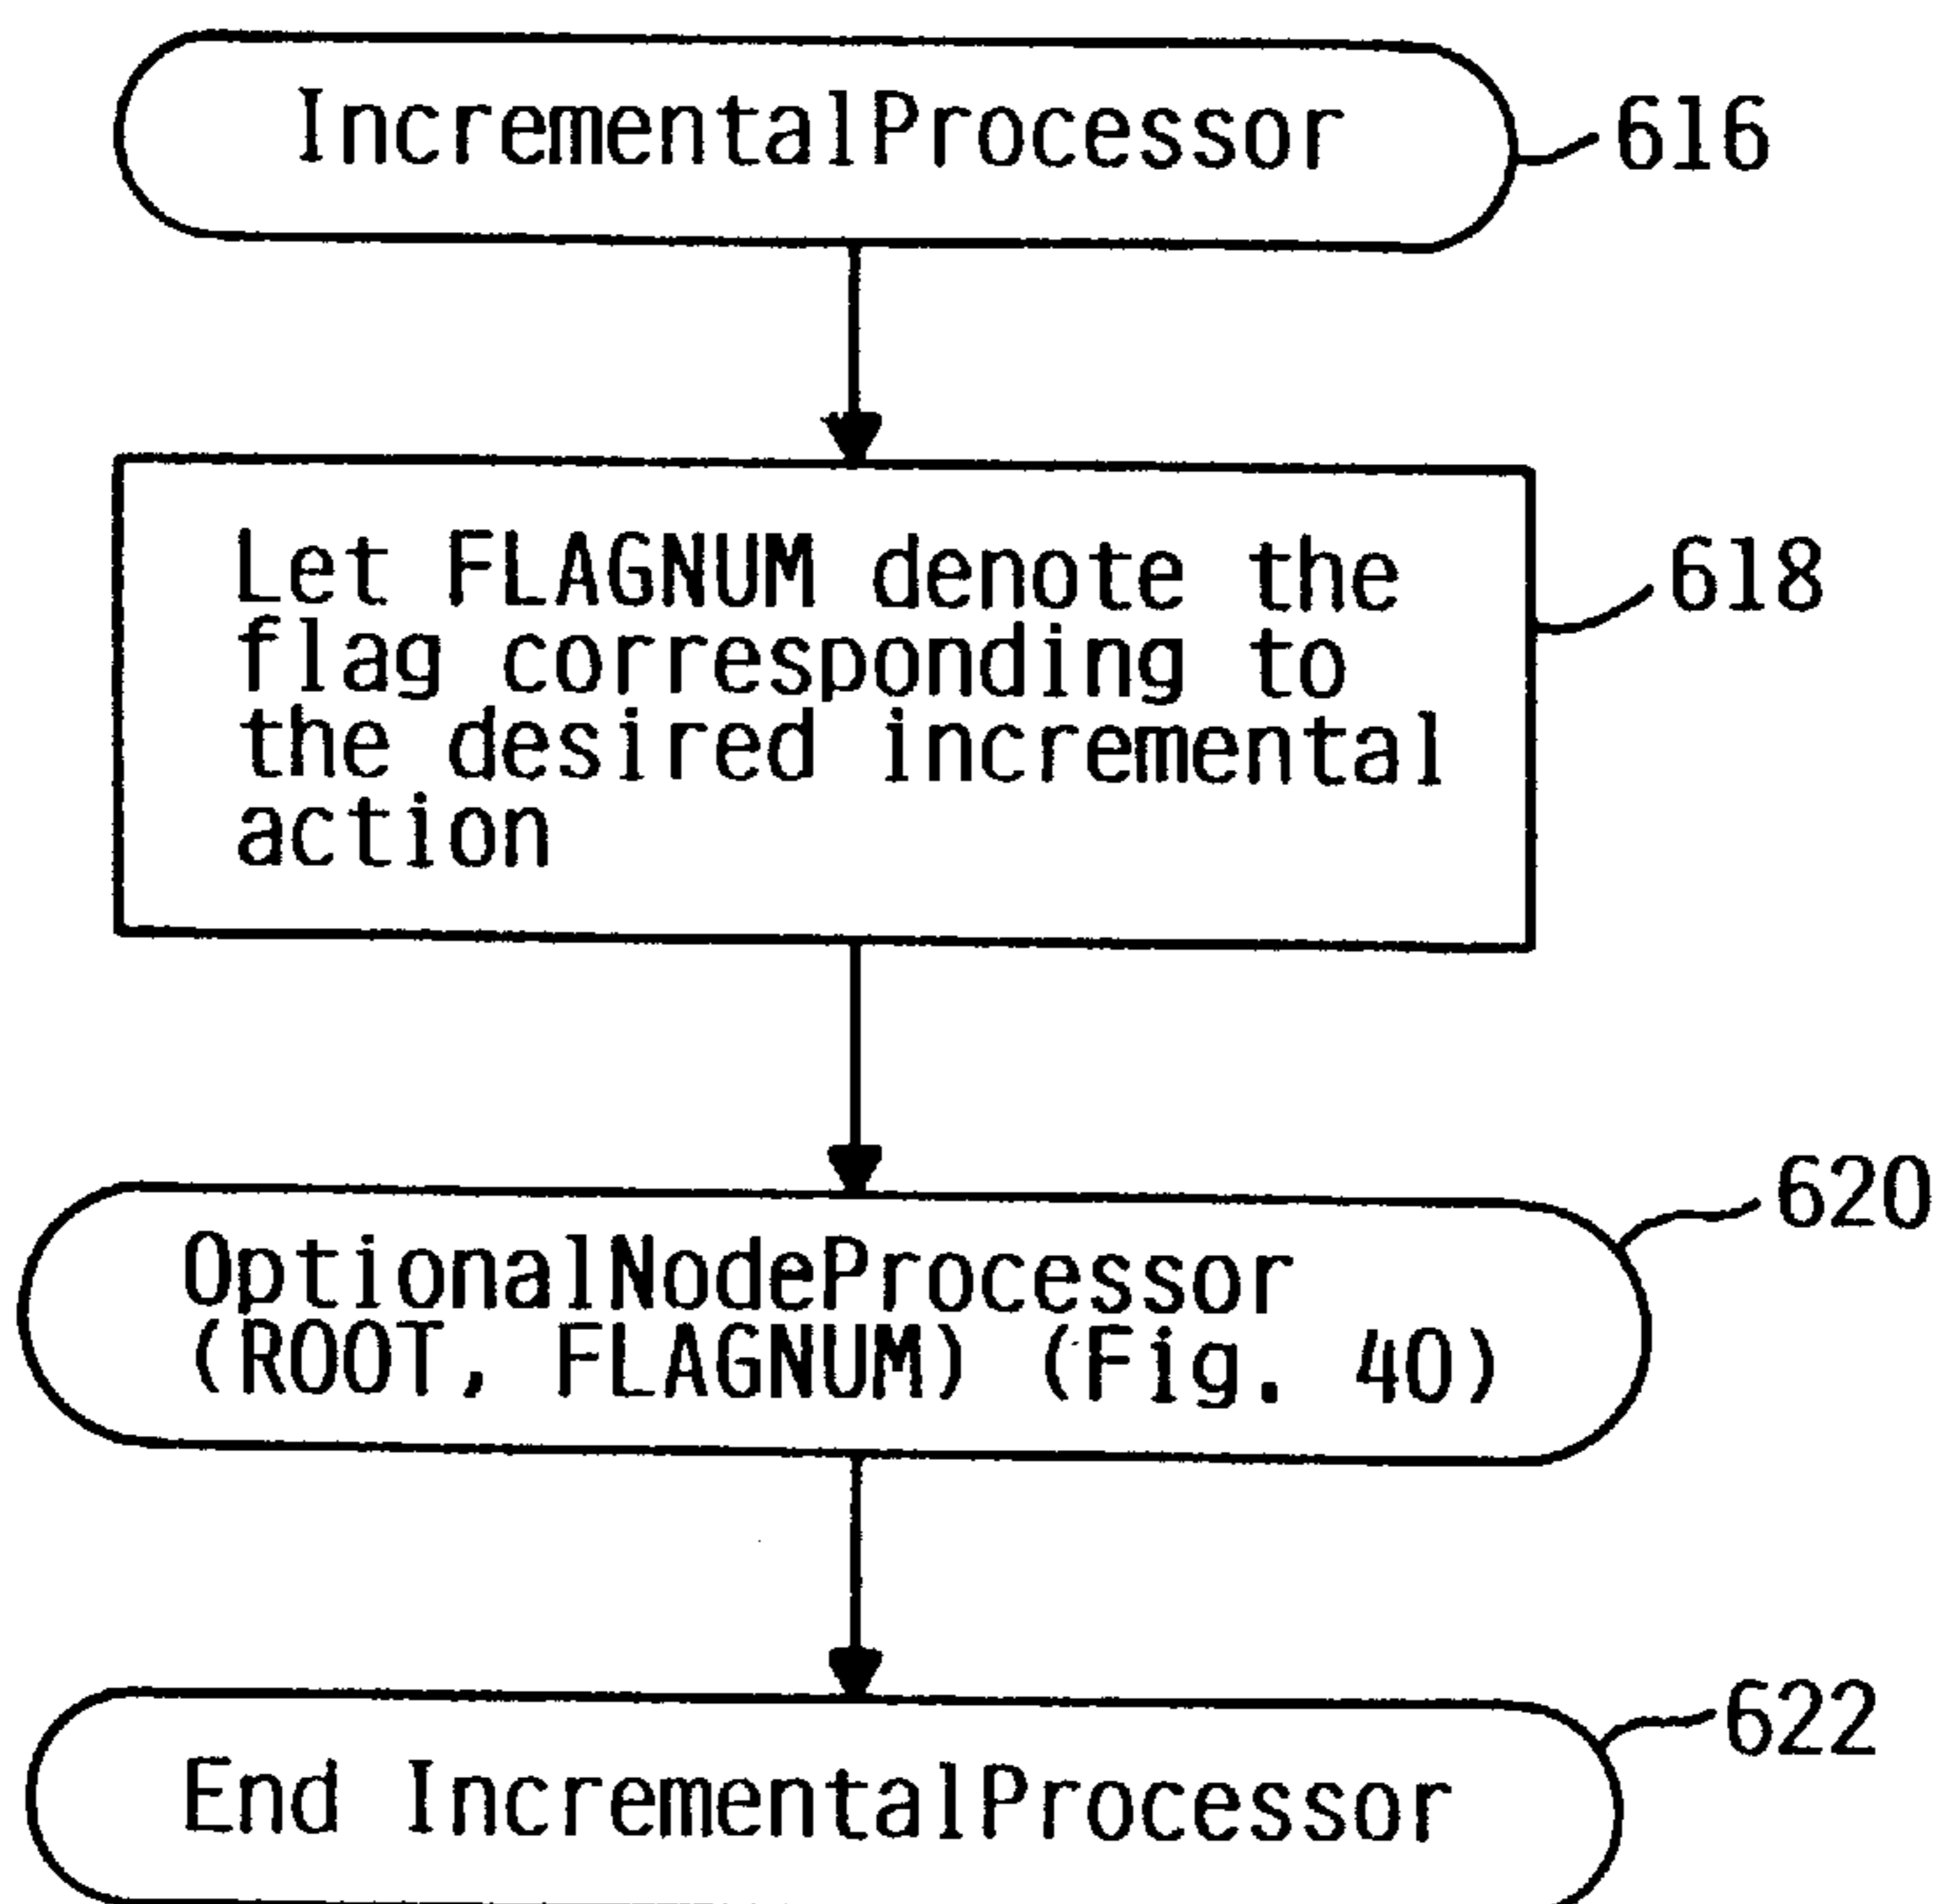 IncrementalProcessor
616
Let FLAGNUM denote the
flag corresponding to
the desired incremental
action
618
620
OptionalNodeProcessor
(ROOT, FLAGNUM) (Fig. 40)
622
End IncrementalProcessor